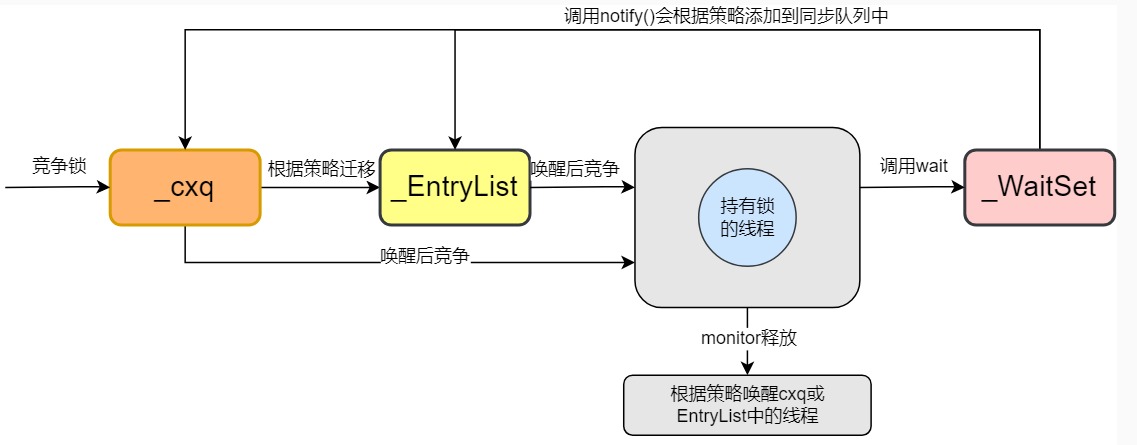 调用notify()会根据策略添加到同步队列中
竞争锁
_cxq
根据策略迁移
_EntryList
唤醒后竞争
持有锁
的线程
调用wait
_WaitSet
唤醒后竞争
monitor释放
根据策略唤醒cxq或
EntryList中的线程